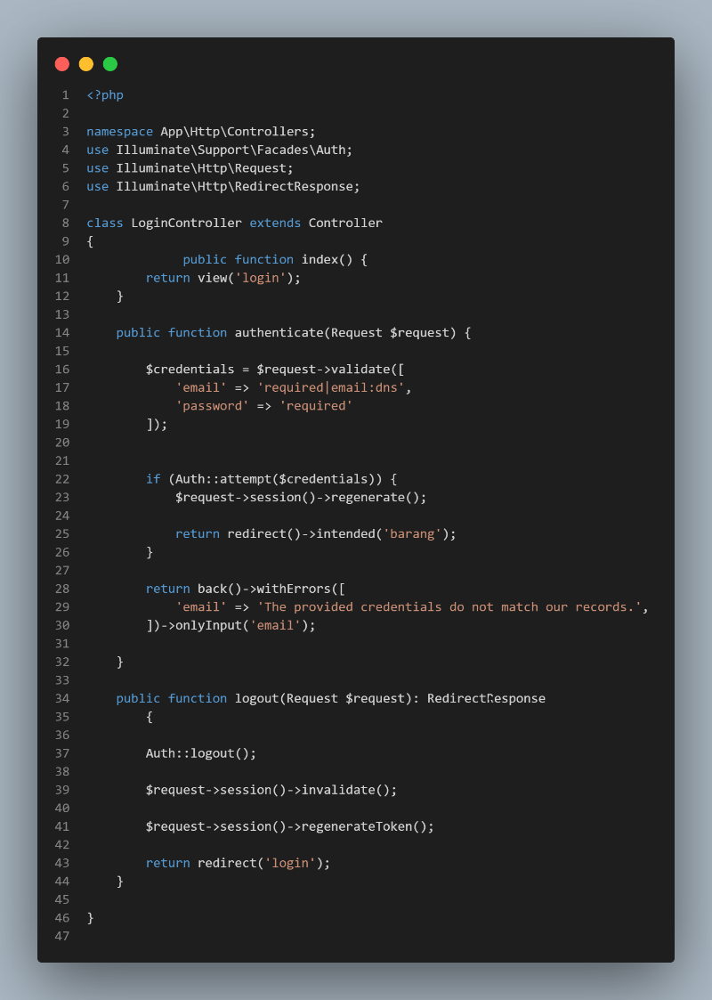 1 <?php
2
3 namespace App\Http\Controllers;
4 use Illuminate\Support\Facades\Auth;
5 use Illuminate\Http\Request;
6 use Illuminate\Http\RedirectResponse;
7
8 class LoginController extends Controller
9 {
10              public function index() {
11         return view('login');
12     }
13
14     public function authenticate(Request $request) {
15
16         $credentials = $request->validate([
17             'email' => 'required|email:dns',
18             'password' => 'required'
19         ]);
20
21
22         if (Auth::attempt($credentials)) {
23             $request->session()->regenerate();
24
25             return redirect()->intended('barang');
26         }
27
28         return back()->withErrors([
29             'email' => 'The provided credentials do not match our records.',
30         ])->onlyInput('email');
31
32     }
33
34     public function logout(Request $request): RedirectResponse
35         {
36
37         Auth::logout();
38
39         $request->session()->invalidate();
40
41         $request->session()->regenerateToken();
42
43         return redirect('login');
44     }
45
46 }
47